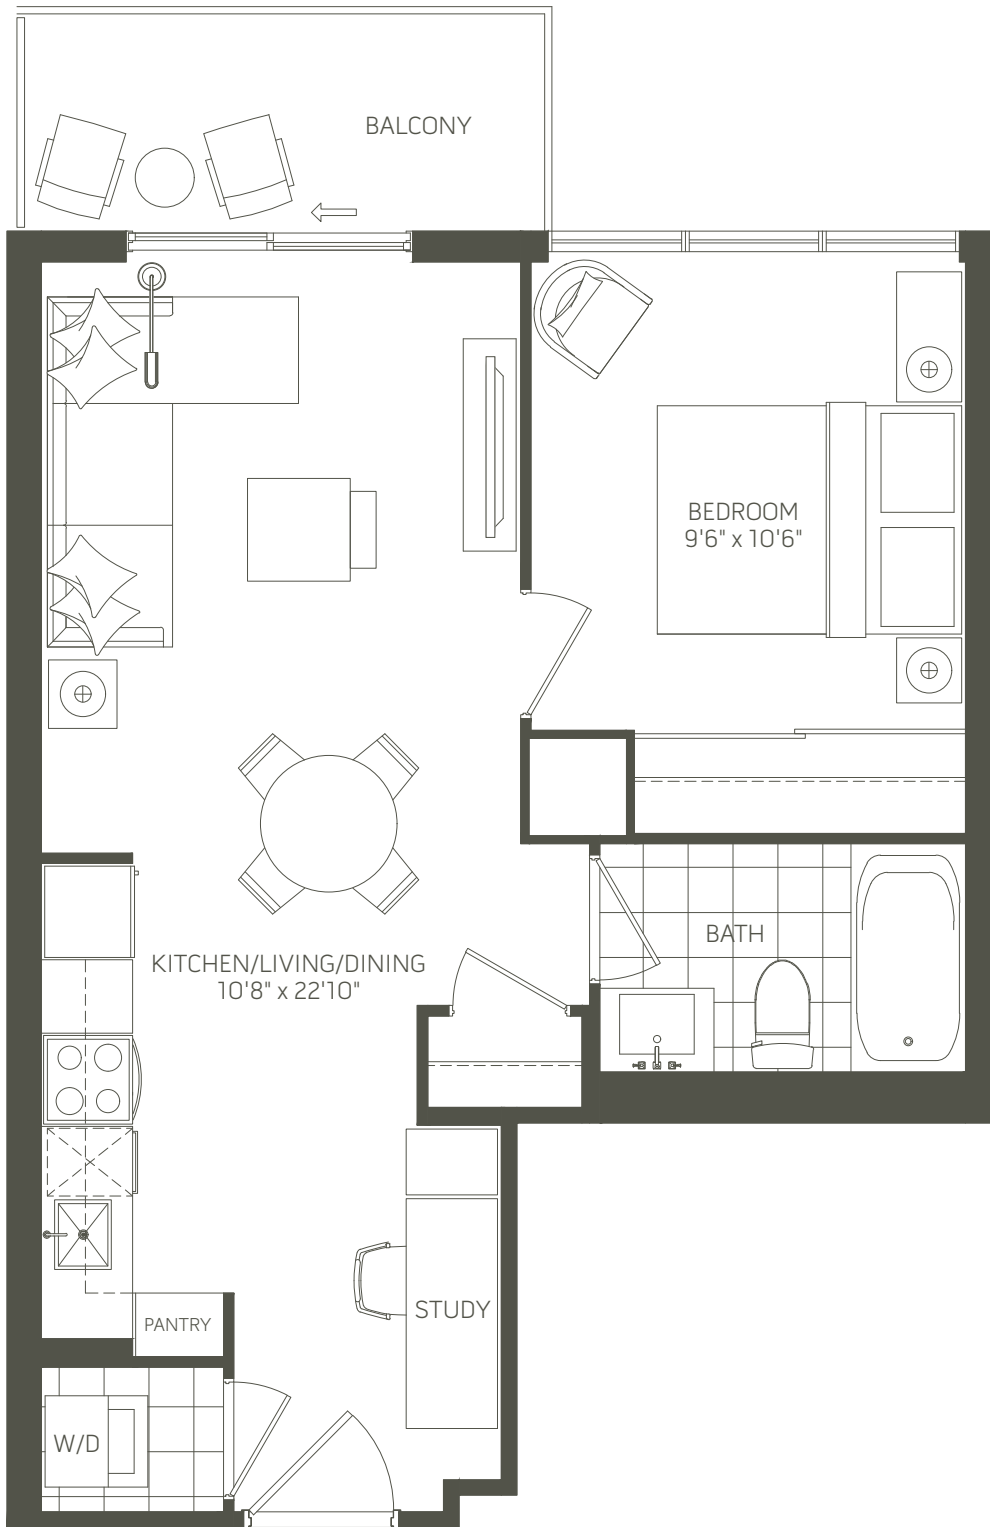 BALCONY
BEDROOM
9'6" x 10'6"
BATH
KITCHEN/LIVING/DINING
10'8" x 22'10"
STUDY
PANTRY
W/D